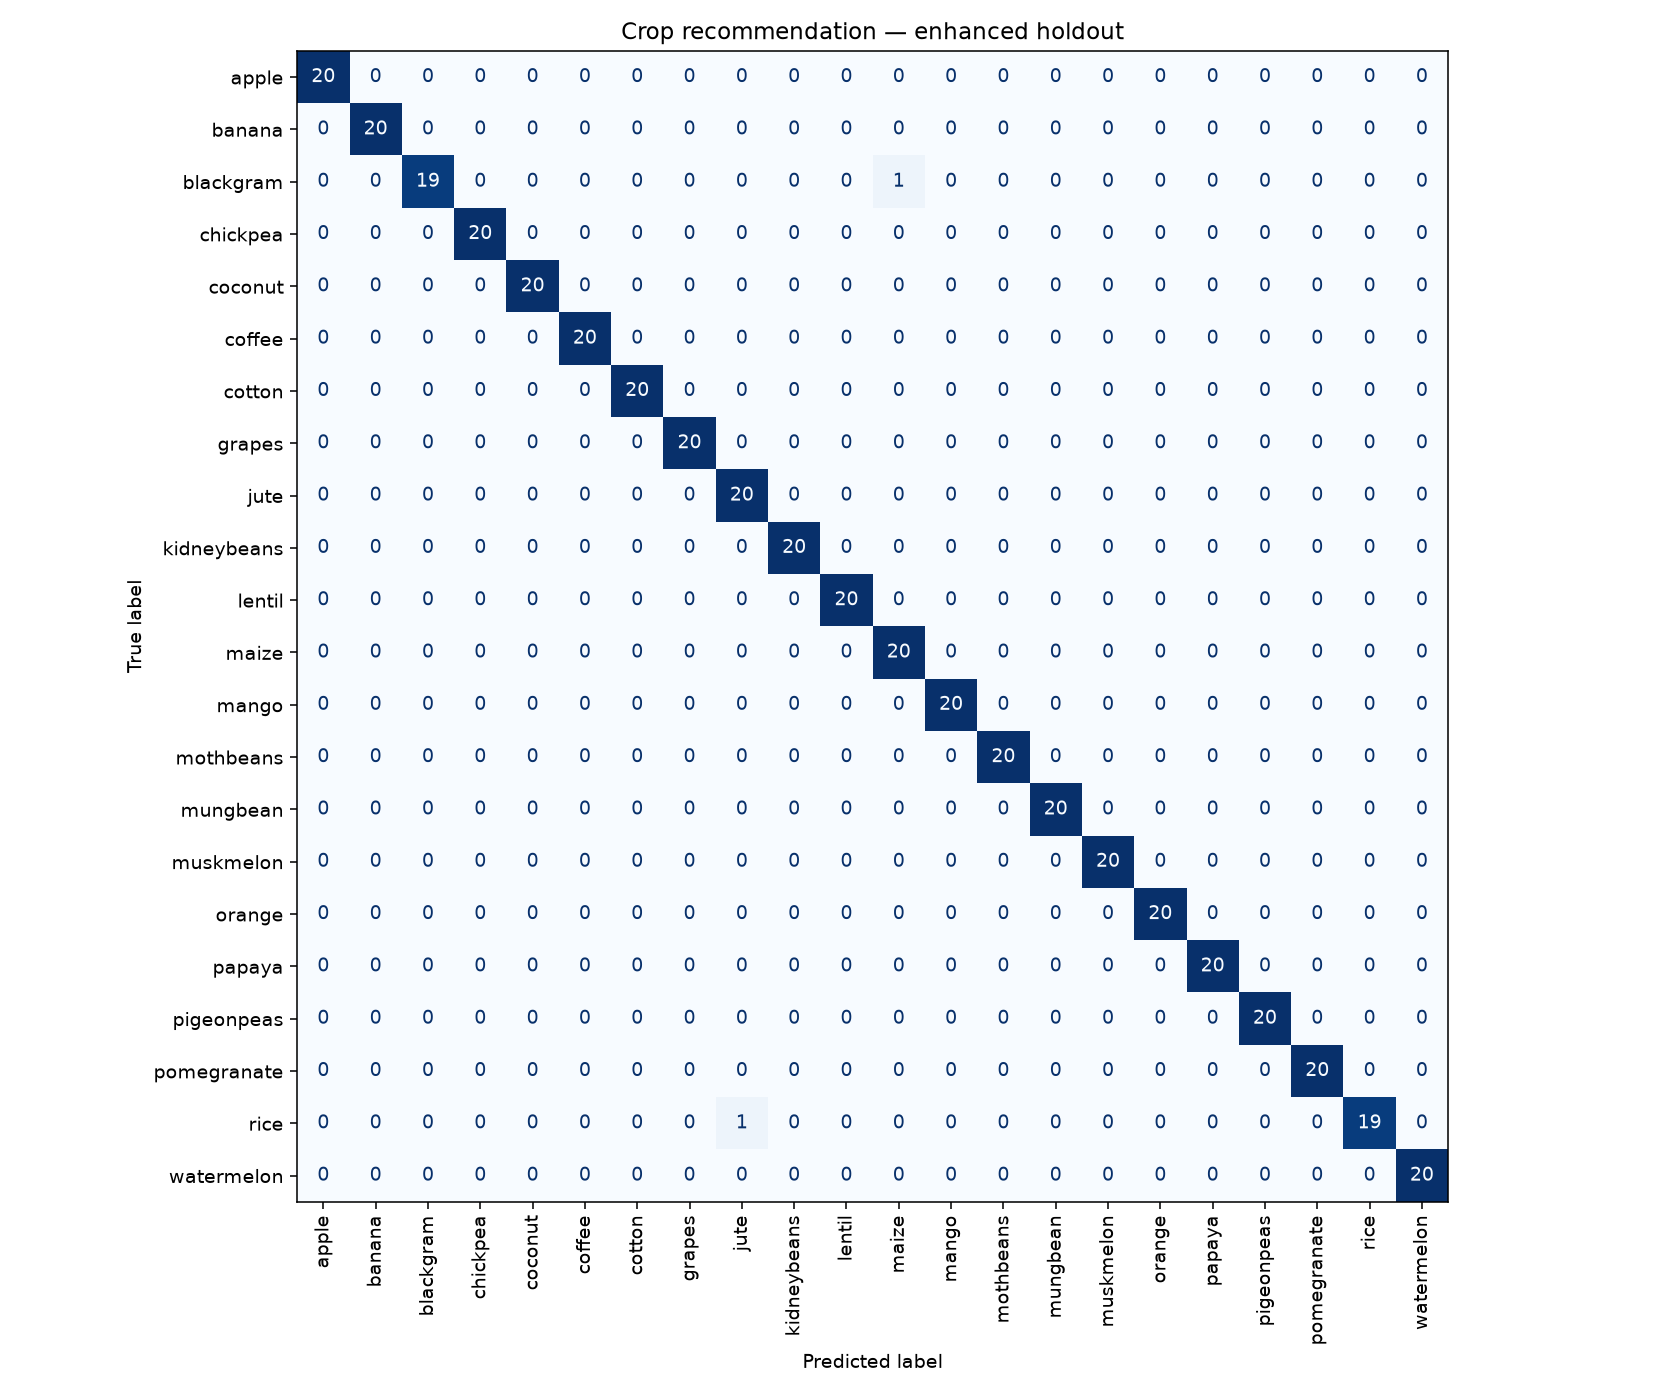 Crop recommendation — enhanced holdout
apple 20 0 0 0 0 0 0 0 0 0 0 0 0 0 0 0 0 0 0 0 0 0
banana 0 20 0 0 0 0 0 0 0 0 0 0 0 0 0 0 0 0 0 0 0 0
blackgram 0 0 19 0 0 0 0 0 0 0 0 1 0 0 0 0 0 0 0 0 0 0
chickpea 0 0 0 20 0 0 0 0 0 0 0 0 0 0 0 0 0 0 0 0 0 0
coconut 0 0 0 0 20 0 0 0 0 0 0 0 0 0 0 0 0 0 0 0 0 0
coffee 0 0 0 0 0 20 0 0 0 0 0 0 0 0 0 0 0 0 0 0 0 0
cotton 0 0 0 0 0 0 20 0 0 0 0 0 0 0 0 0 0 0 0 0 0 0
grapes 0 0 0 0 0 0 0 20 0 0 0 0 0 0 0 0 0 0 0 0 0 0
jute 0 0 0 0 0 0 0 0 20 0 0 0 0 0 0 0 0 0 0 0 0 0
kidneybeans 0 0 0 0 0 0 0 0 0 20 0 0 0 0 0 0 0 0 0 0 0 0
lentil 0 0 0 0 0 0 0 0 0 0 20 0 0 0 0 0 0 0 0 0 0 0
maize 0 0 0 0 0 0 0 0 0 0 0 20 0 0 0 0 0 0 0 0 0 0
mango 0 0 0 0 0 0 0 0 0 0 0 0 20 0 0 0 0 0 0 0 0 0
mothbeans 0 0 0 0 0 0 0 0 0 0 0 0 0 20 0 0 0 0 0 0 0 0
mungbean 0 0 0 0 0 0 0 0 0 0 0 0 0 0 20 0 0 0 0 0 0 0
muskmelon 0 0 0 0 0 0 0 0 0 0 0 0 0 0 0 20 0 0 0 0 0 0
orange 0 0 0 0 0 0 0 0 0 0 0 0 0 0 0 0 20 0 0 0 0 0
papaya 0 0 0 0 0 0 0 0 0 0 0 0 0 0 0 0 0 20 0 0 0 0
pigeonpeas 0 0 0 0 0 0 0 0 0 0 0 0 0 0 0 0 0 0 20 0 0 0
pomegranate 0 0 0 0 0 0 0 0 0 0 0 0 0 0 0 0 0 0 0 20 0 0
rice 0 0 0 0 0 0 0 0 1 0 0 0 0 0 0 0 0 0 0 0 19 0
watermelon 0 0 0 0 0 0 0 0 0 0 0 0 0 0 0 0 0 0 0 0 0 20
True label
apple
banana
blackgram
chickpea
coconut
coffee
cotton
grapes
jute
kidneybeans
lentil
maize
mango
mothbeans
mungbean
muskmelon
orange
papaya
pigeonpeas
pomegranate
rice
watermelon
Predicted label